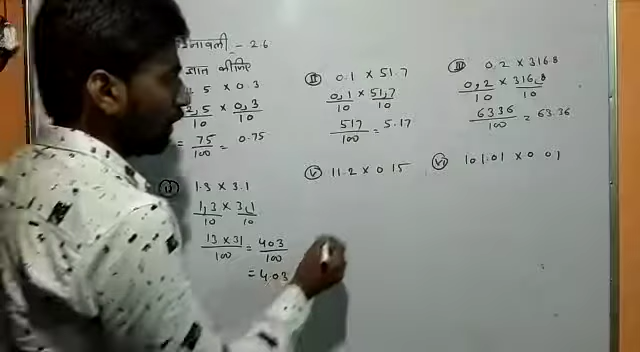 - 2.6
ज्ञात कीजिए
5 × 0.3
2,5/10 × 0,3/10
= 75/100 = 0.75
(II) 0.1 × 51.7
0,1/10 × 51,7/10
517/100 = 5.17
(III) 0.2 × 316.8
0,2/10 × 316,8/10
6336/100 = 63.36
1.3 × 3.1
1,3/10 × 3,1/10
13 × 31/100 = 403/100
= 4.03
(V) 11.2 × 0.15
(VI) 101.01 × 0.01